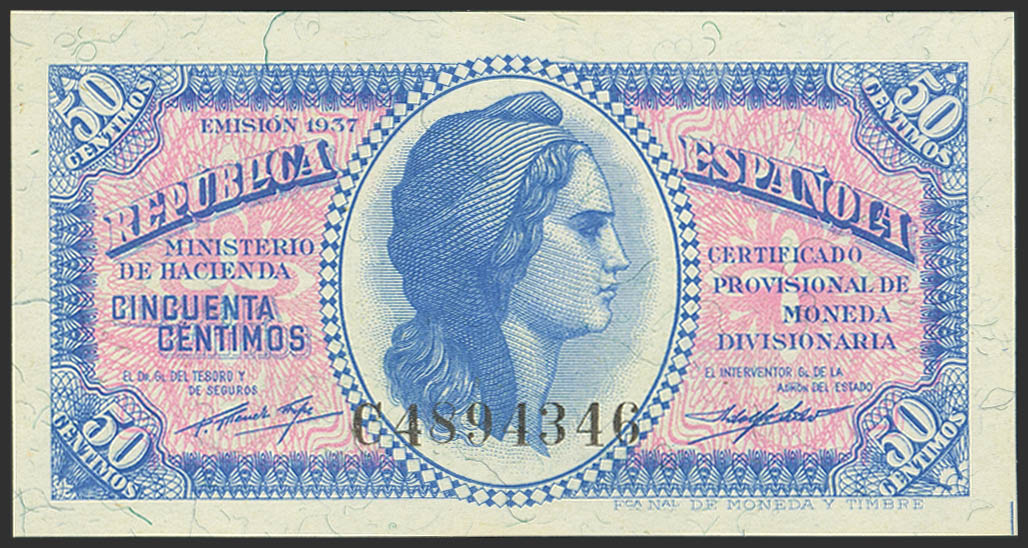 50 CENTIMOS
50 CENTIMOS
EMISIÓN 1937
REPUBLICA
ESPAÑOLA
MINISTERIO
DE HACIENDA
CINCUENTA
CÉNTIMOS
EL DR. GL. DEL TESORO Y
DE SEGUROS
CERTIFICADO
PROVISIONAL DE
MONEDA
DIVISIONARIA
EL INTERVENTOR GL. DE LA
ADMÓN DEL ESTADO
C4894346
CENTIMOS 50
50 CENTIMOS
FCA NAL DE MONEDA Y TIMBRE